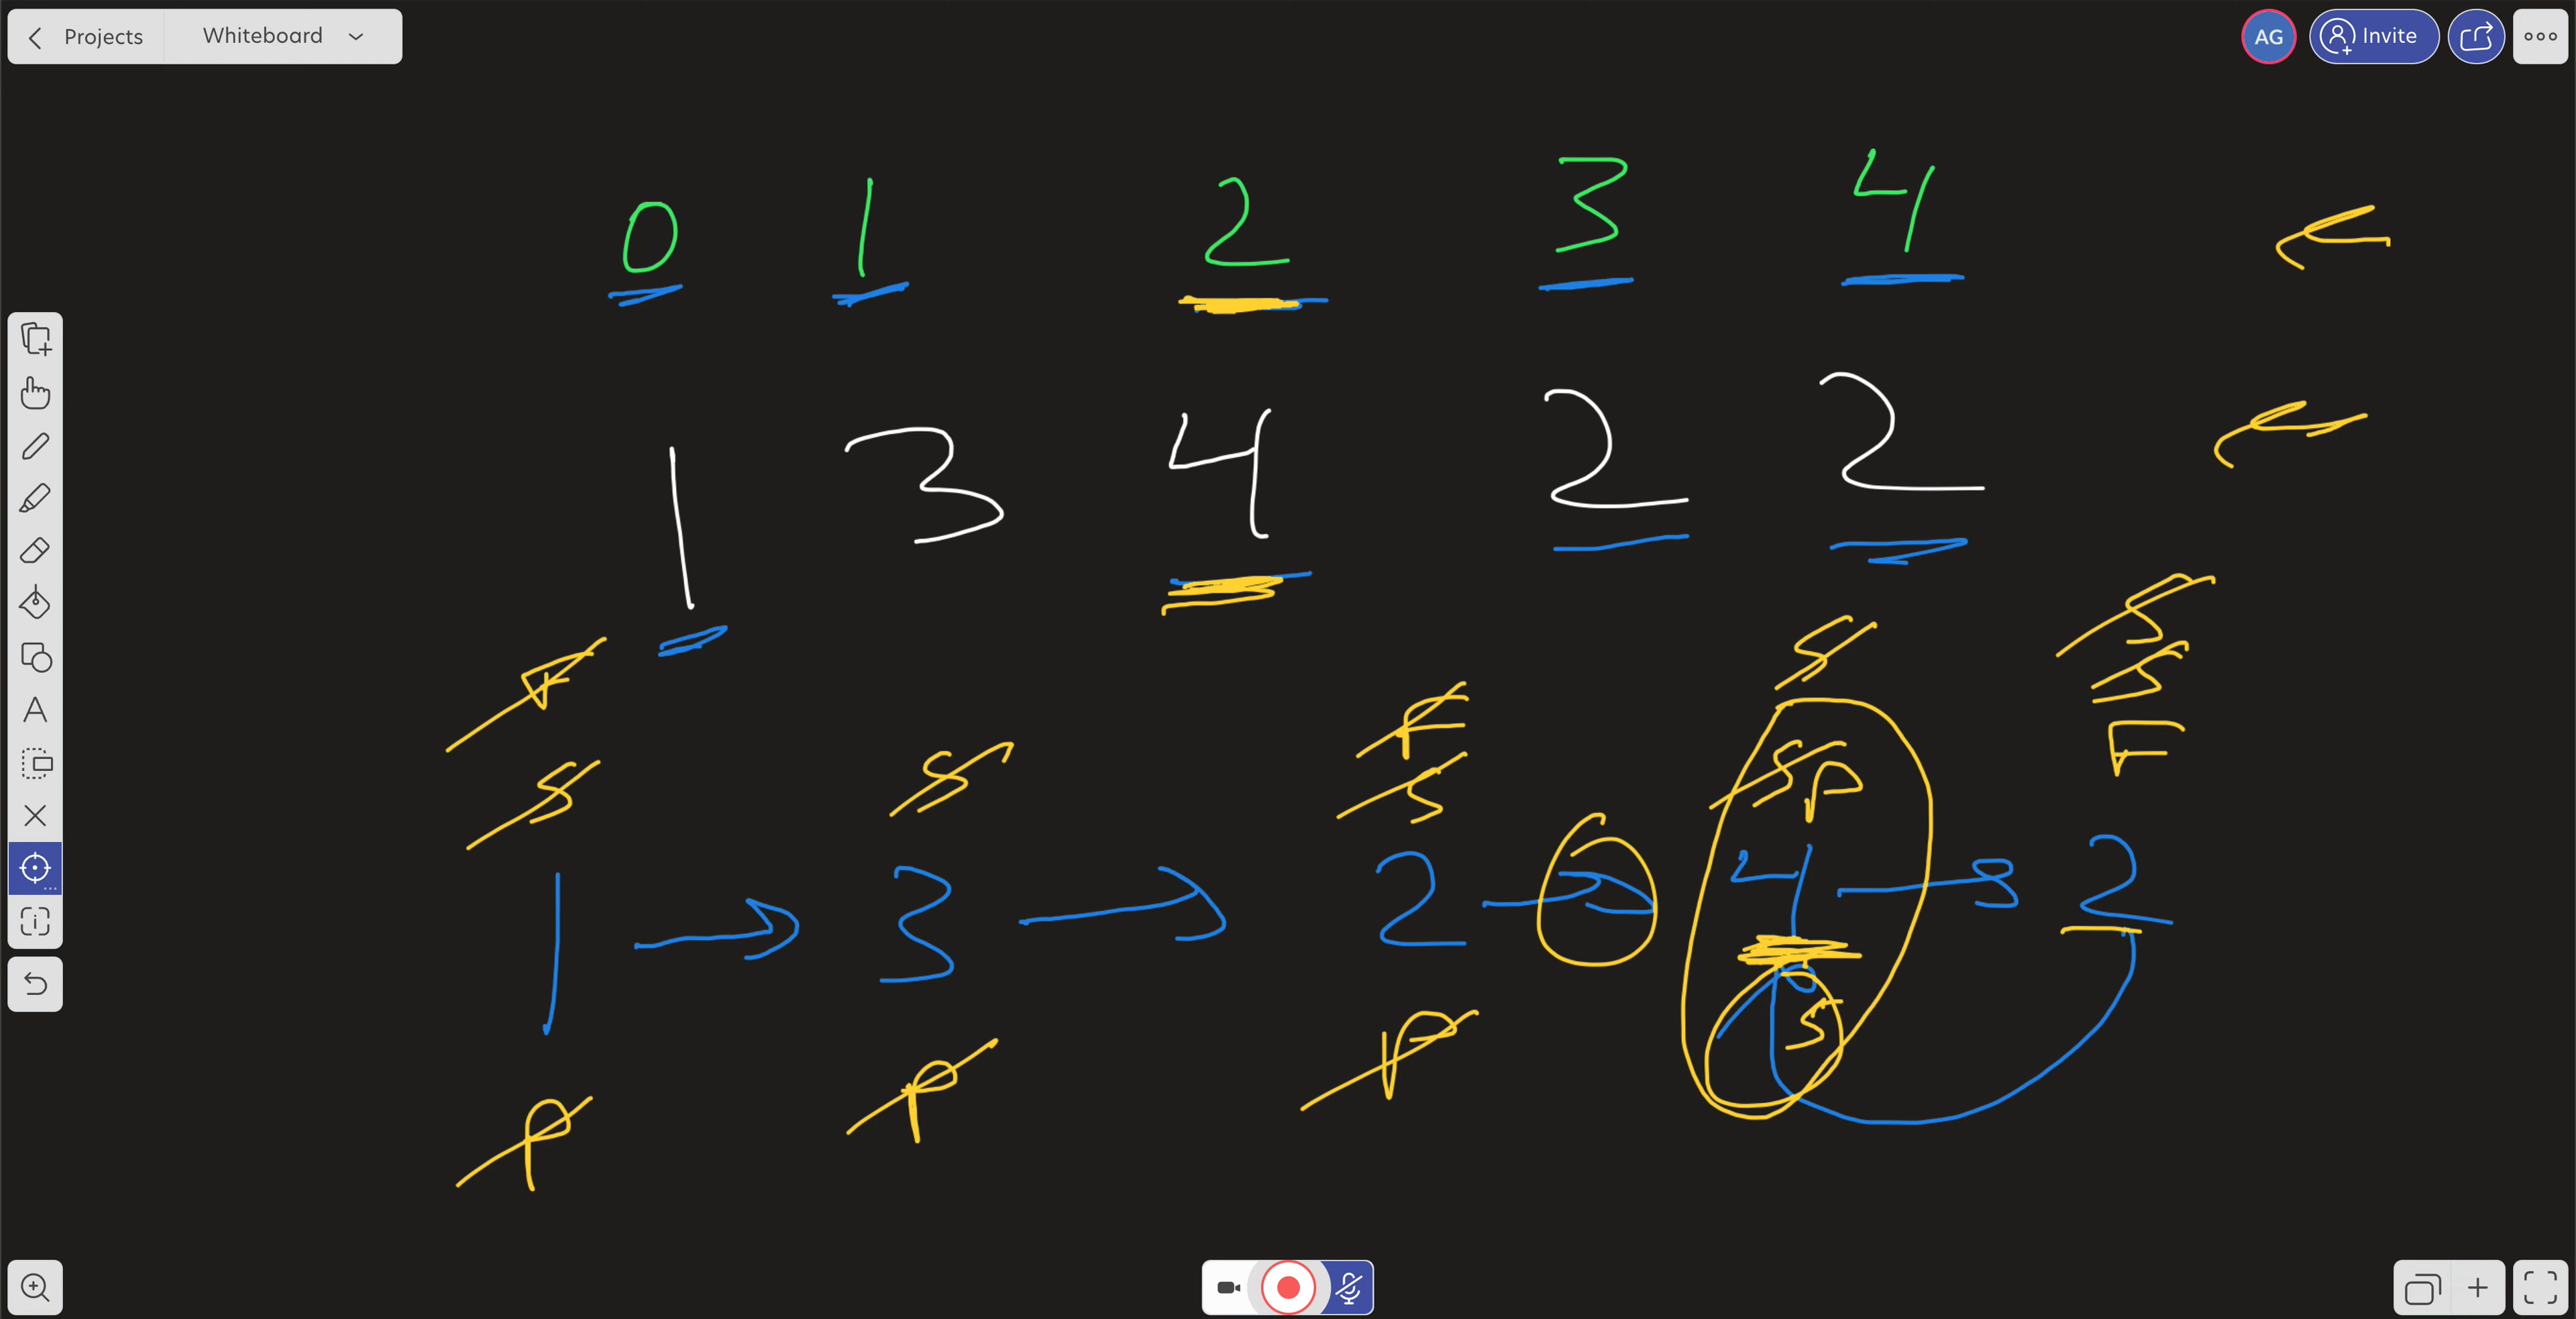 Projects Whiteboard AG Invite
0 1 2 3 4
1 3 4 2 2
S S
F S
S S F S P F
1 → 3 → 2 → 4 → 2
S
P P P